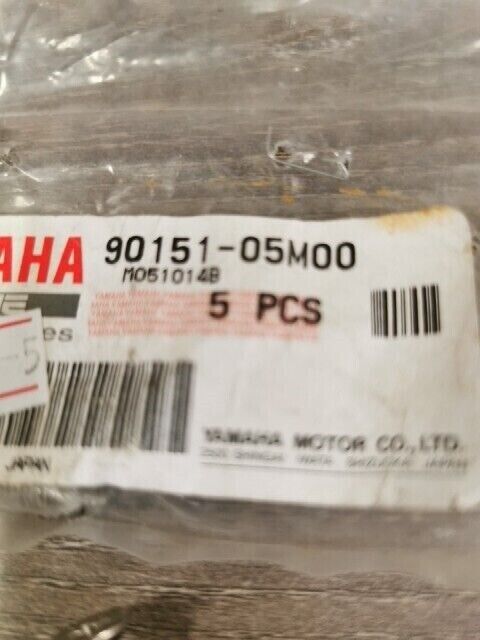 AHA 90151-05M00
M051014B
5 PCS
es
-5
YAMAHA MOTOR CO.,LTD.
JAPAN